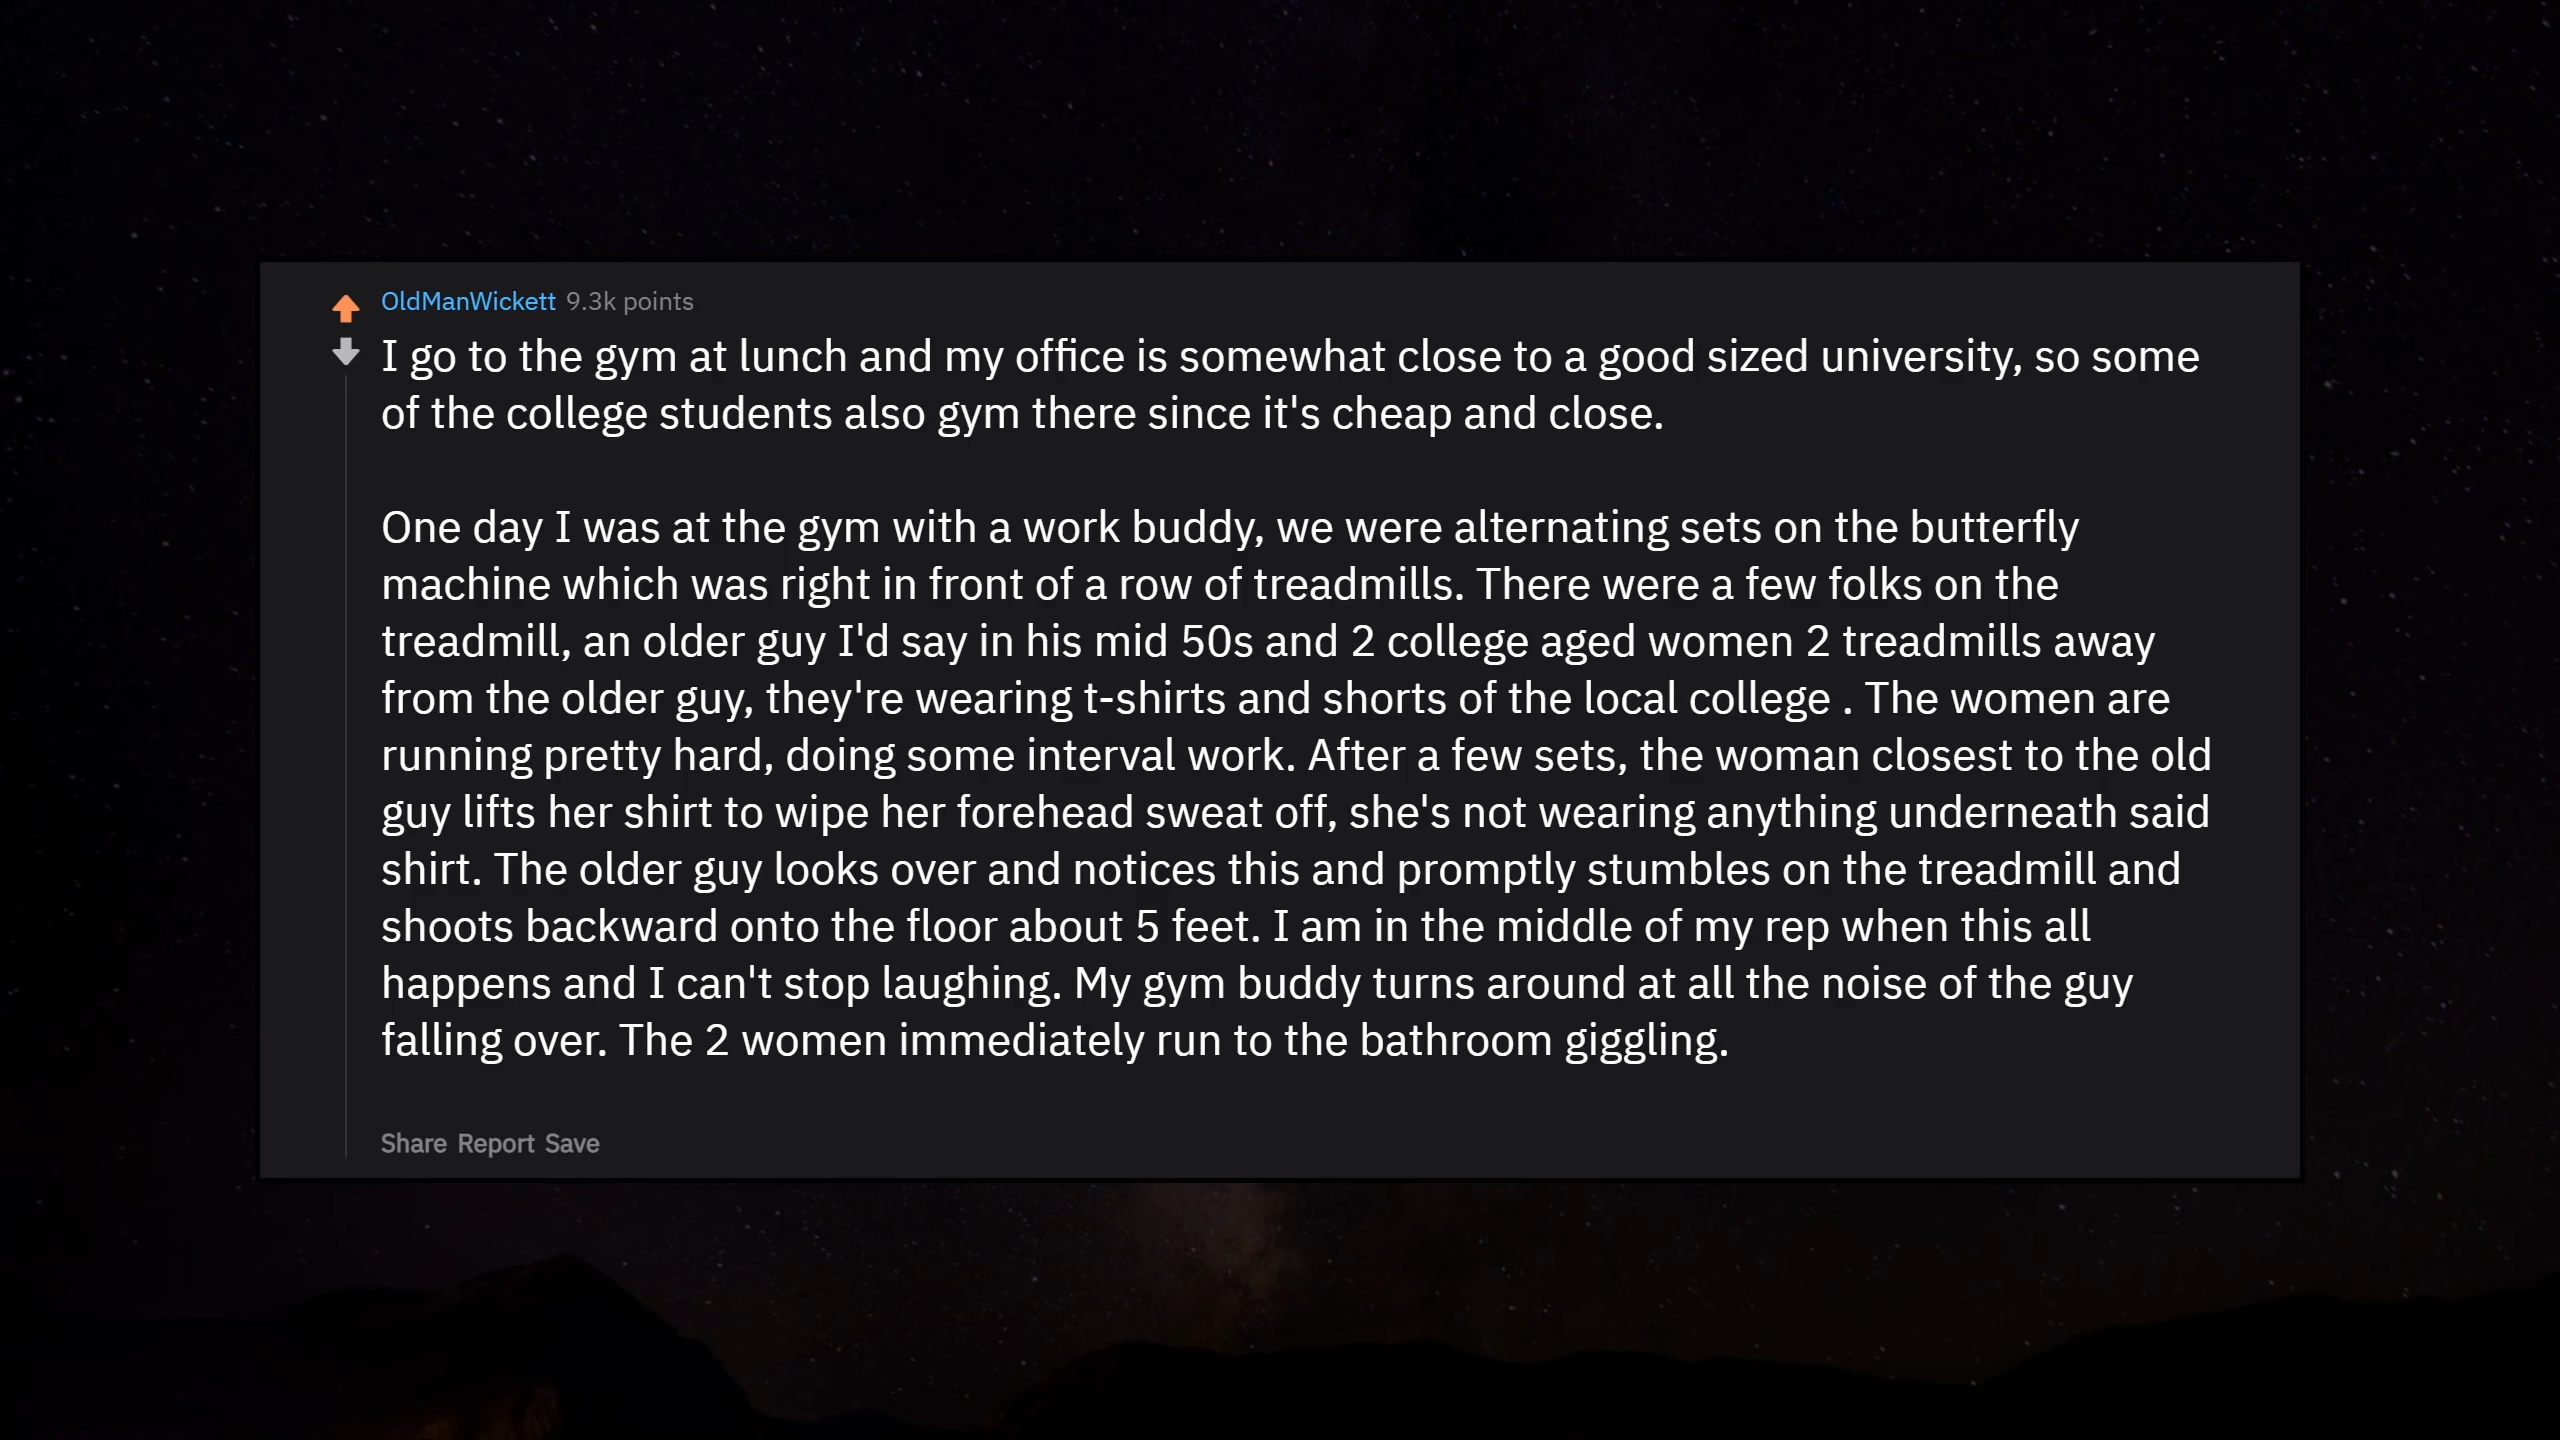 OldManWickett 9.3k points
I go to the gym at lunch and my office is somewhat close to a good sized university, so some
of the college students also gym there since it's cheap and close.
One day I was at the gym with a work buddy, we were alternating sets on the butterfly
machine which was right in front of a row of treadmills. There were a few folks on the
treadmill, an older guy I'd say in his mid 50s and 2 college aged women 2 treadmills away
from the older guy, they're wearing t-shirts and shorts of the local college . The women are
running pretty hard, doing some interval work. After a few sets, the woman closest to the old
guy lifts her shirt to wipe her forehead sweat off, she's not wearing anything underneath said
shirt. The older guy looks over and notices this and promptly stumbles on the treadmill and
shoots backward onto the floor about 5 feet. I am in the middle of my rep when this all
happens and I can't stop laughing. My gym buddy turns around at all the noise of the guy
falling over. The 2 women immediately run to the bathroom giggling.
Share Report Save